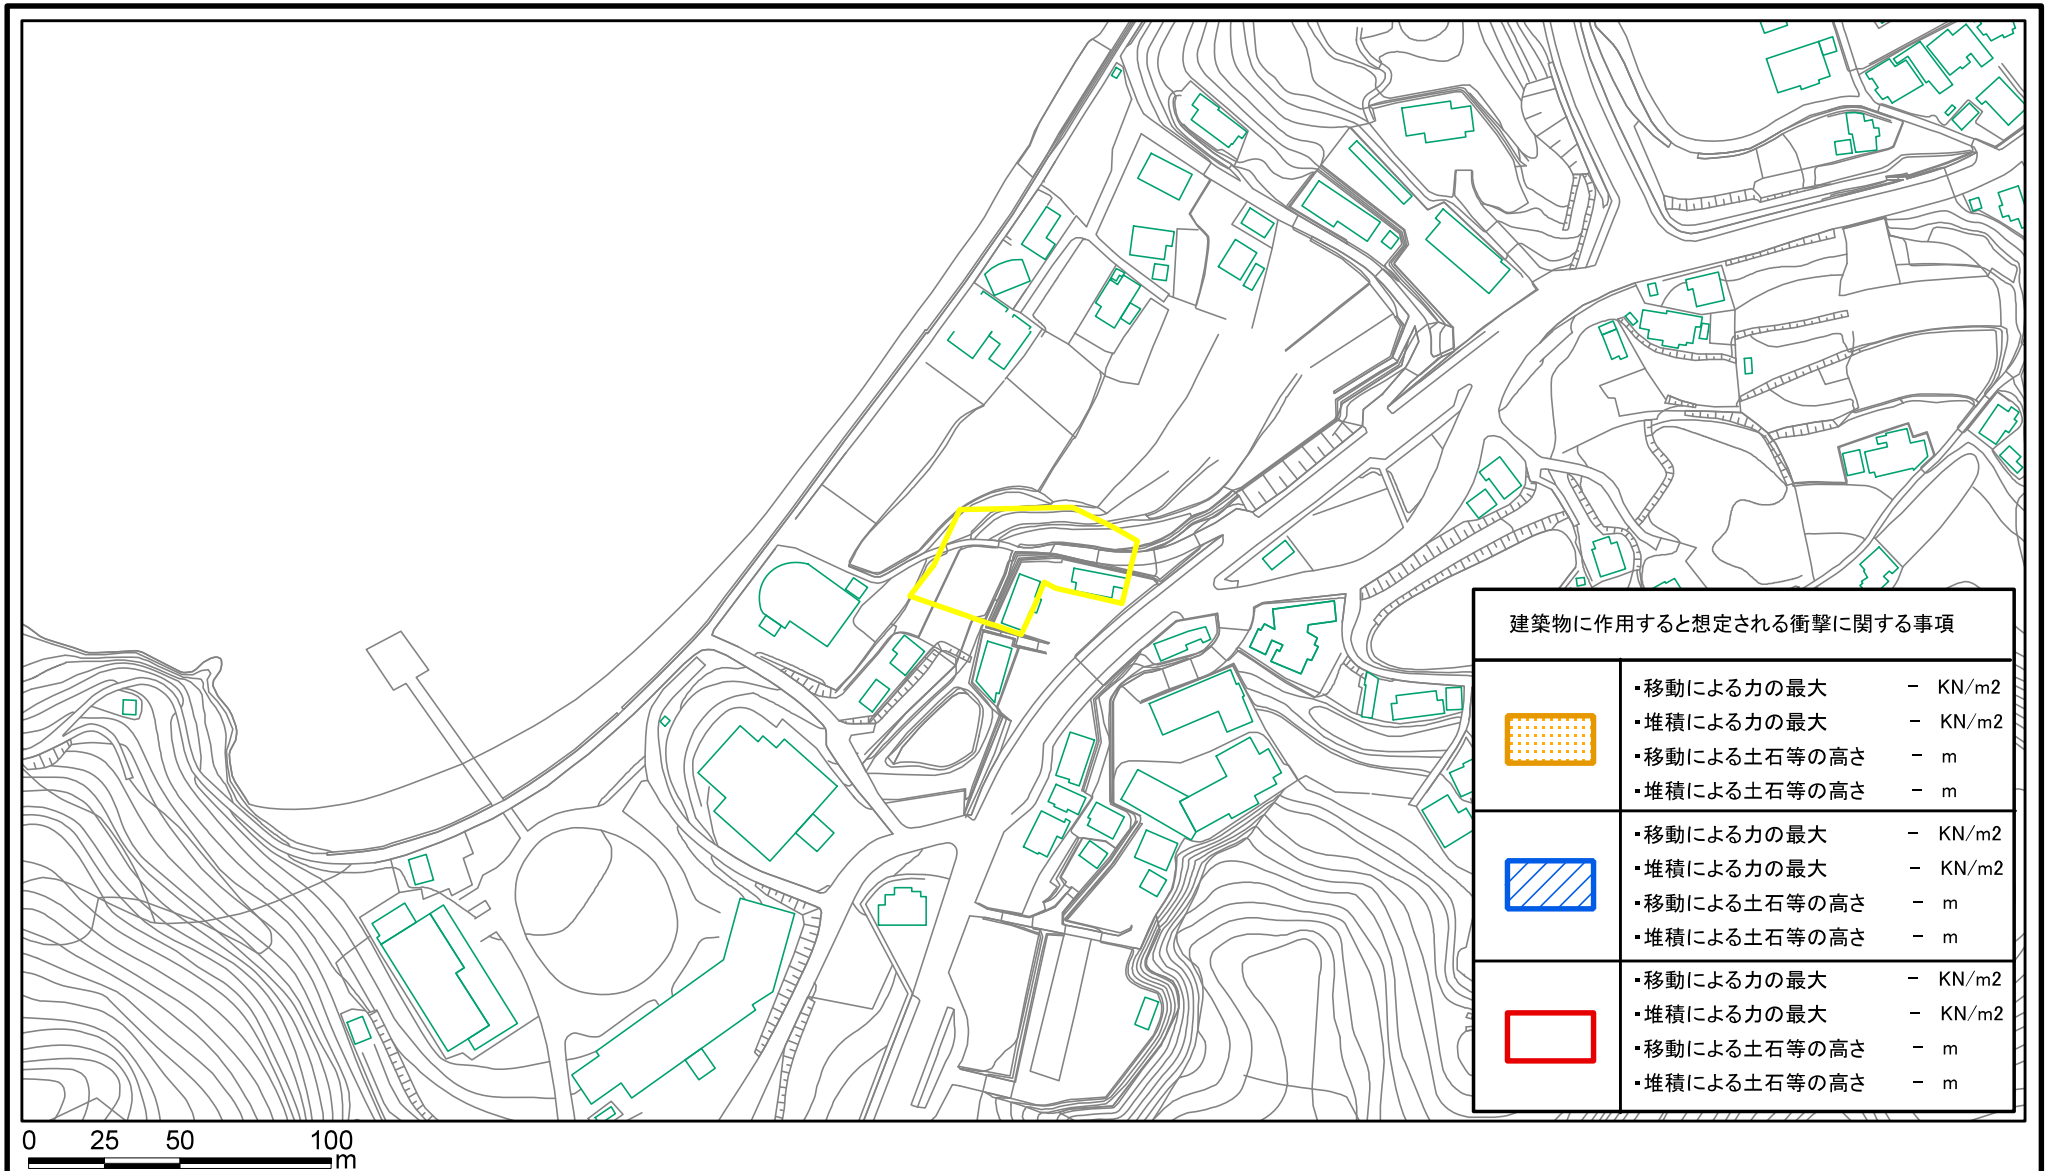 建築物に作用すると想定される衝撃に関する事項
・移動による力の最大 － KN/m2
・堆積による力の最大 － KN/m2
・移動による土石等の高さ － m
・堆積による土石等の高さ － m
・移動による力の最大 － KN/m2
・堆積による力の最大 － KN/m2
・移動による土石等の高さ － m
・堆積による土石等の高さ － m
・移動による力の最大 － KN/m2
・堆積による力の最大 － KN/m2
・移動による土石等の高さ － m
・堆積による土石等の高さ － m
0 25 50 100
m